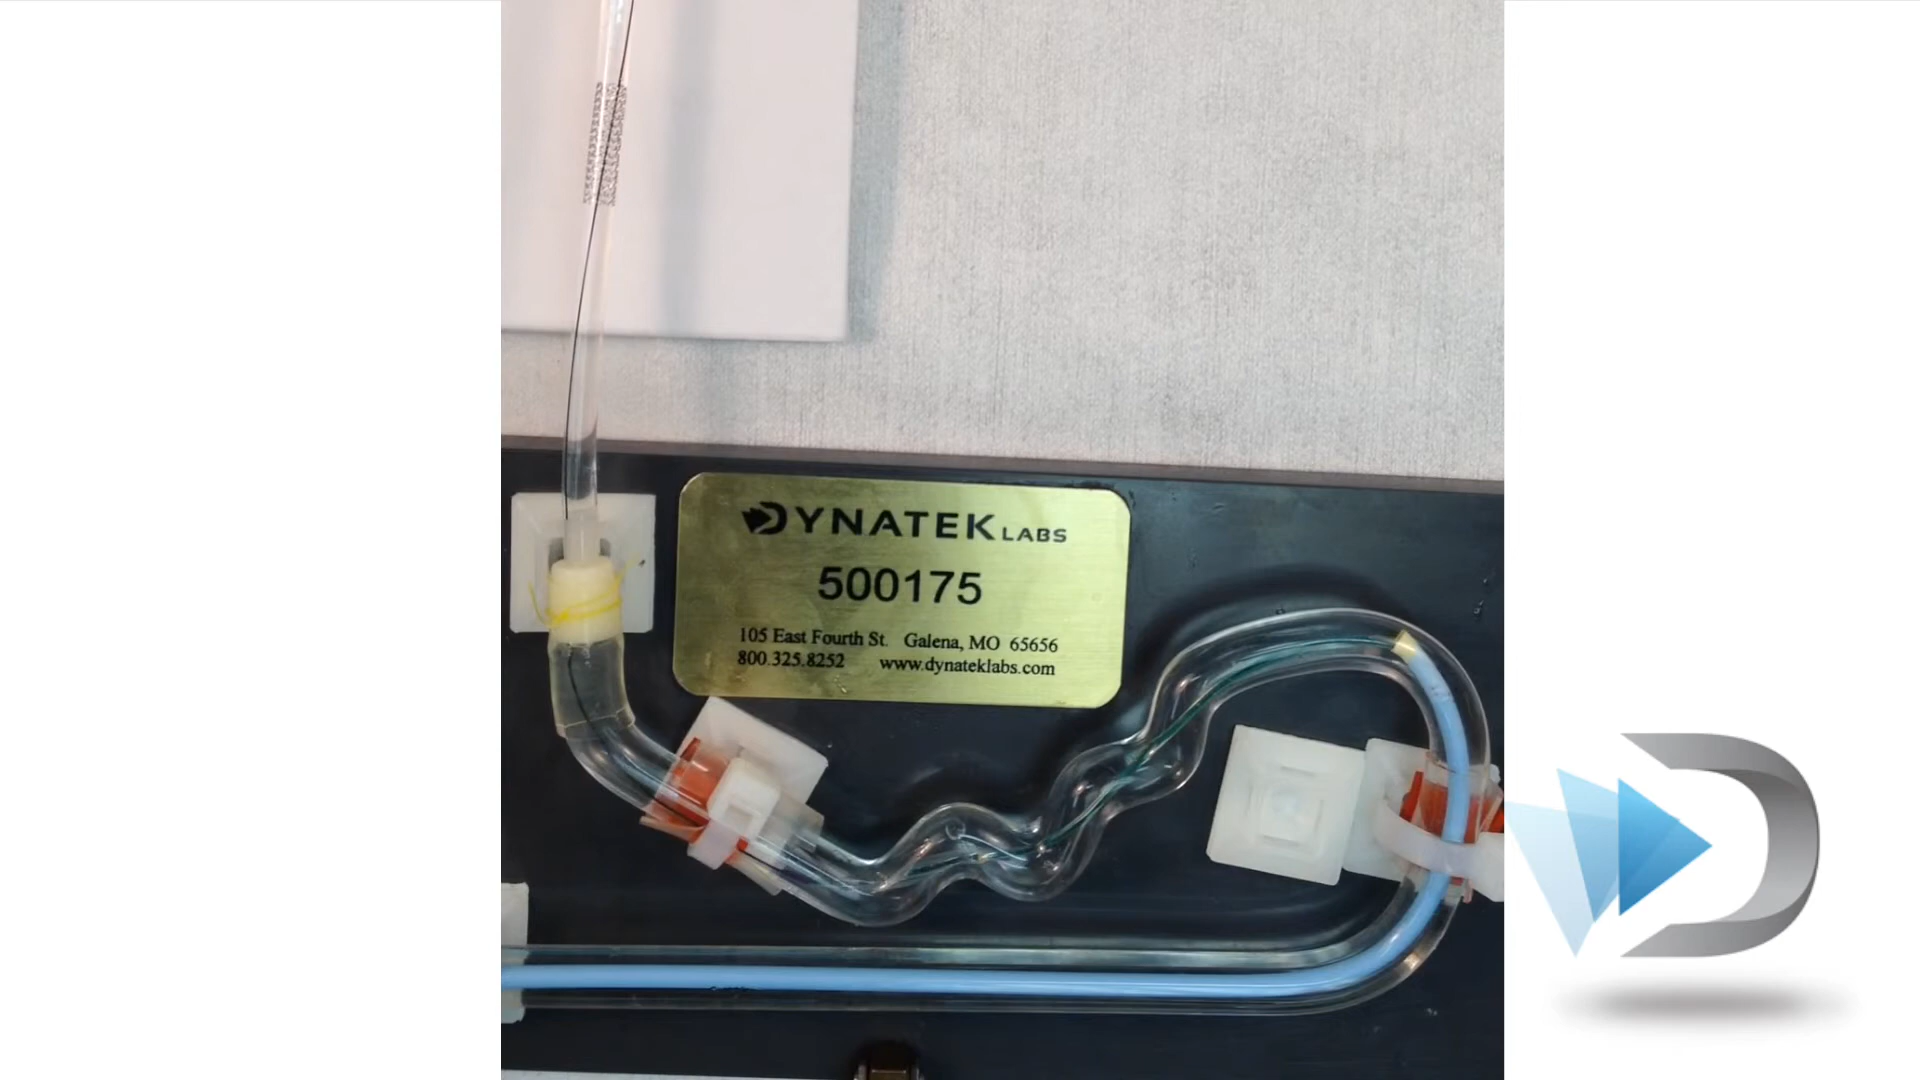 DYNATEK LABS
500175
105 East Fourth St. Galena, MO 65656
800.325.8252 www.dynateklabs.com